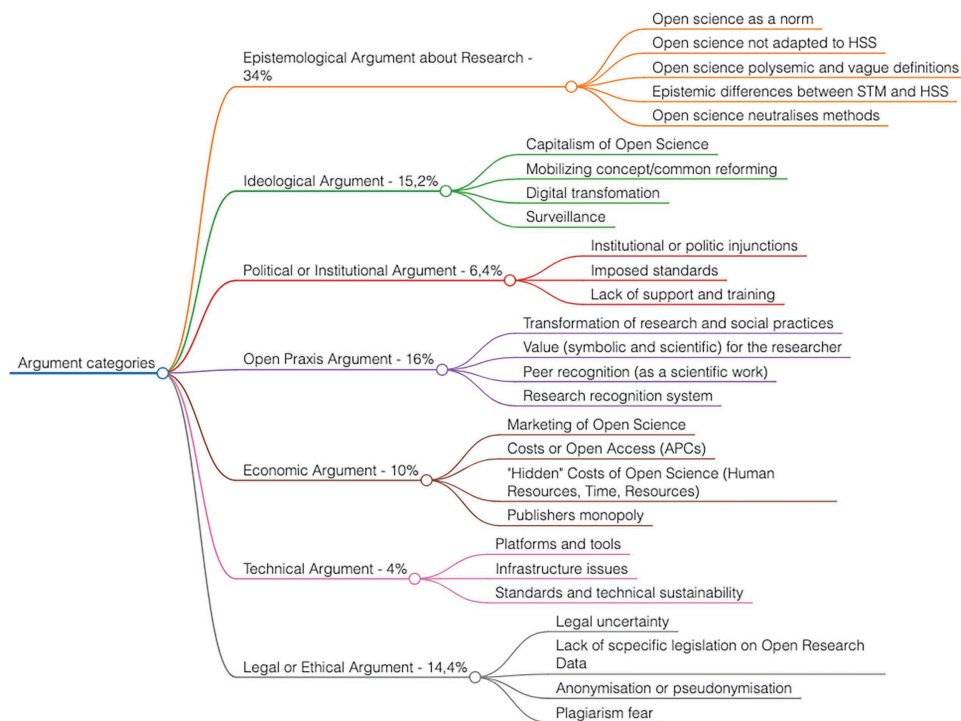 Argument categories
Epistemological Argument about Research -
34%
Open science as a norm
Open science not adapted to HSS
Open science polysemic and vague definitions
Epistemic differences between STM and HSS
Open science neutralises methods
Ideological Argument - 15,2%
Capitalism of Open Science
Mobilizing concept/common reforming
Digital transfomation
Surveillance
Political or Institutional Argument - 6,4%
Institutional or politic injunctions
Imposed standards
Lack of support and training
Open Praxis Argument - 16%
Transformation of research and social practices
Value (symbolic and scientific) for the researcher
Peer recognition (as a scientific work)
Research recognition system
Economic Argument - 10%
Marketing of Open Science
Costs or Open Access (APCs)
"Hidden" Costs of Open Science (Human
Resources, Time, Resources)
Publishers monopoly
Technical Argument - 4%
Platforms and tools
Infrastructure issues
Standards and technical sustainability
Legal or Ethical Argument - 14,4%
Legal uncertainty
Lack of scpecific legislation on Open Research
Data
Anonymisation or pseudonymisation
Plagiarism fear